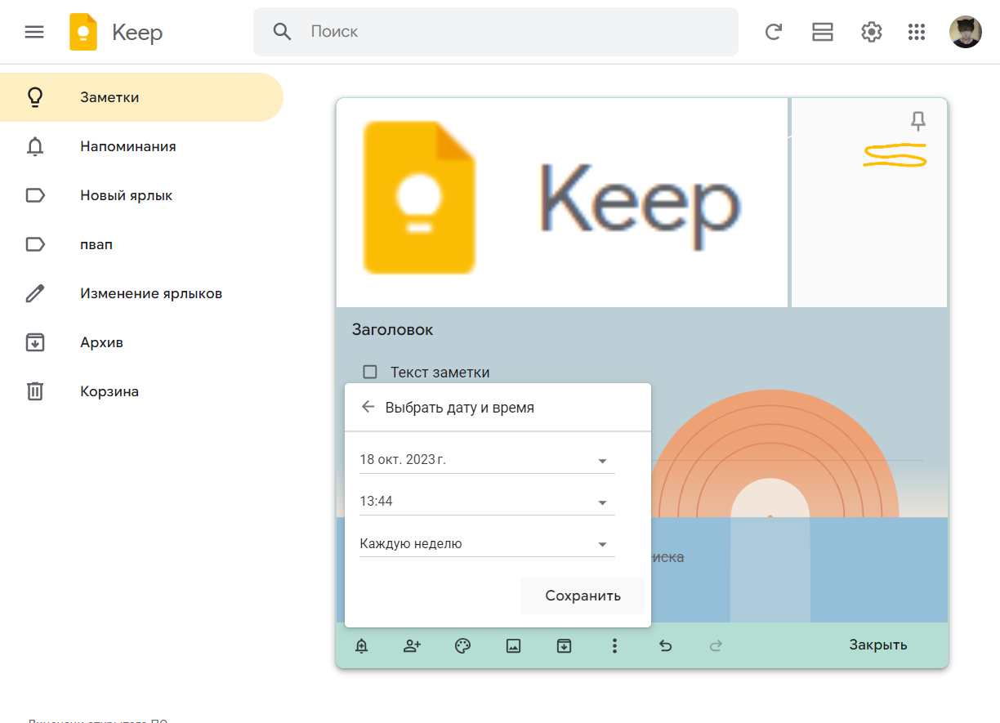 Keep
Поиск
Заметки
Напоминания
Новый ярлык
пвап
Изменение ярлыков
Архив
Корзина
Keep
Заголовок
Текст заметки
Выбрать дату и время
18 окт. 2023 г.
13:44
Каждую неделю
иска
Сохранить
Закрыть